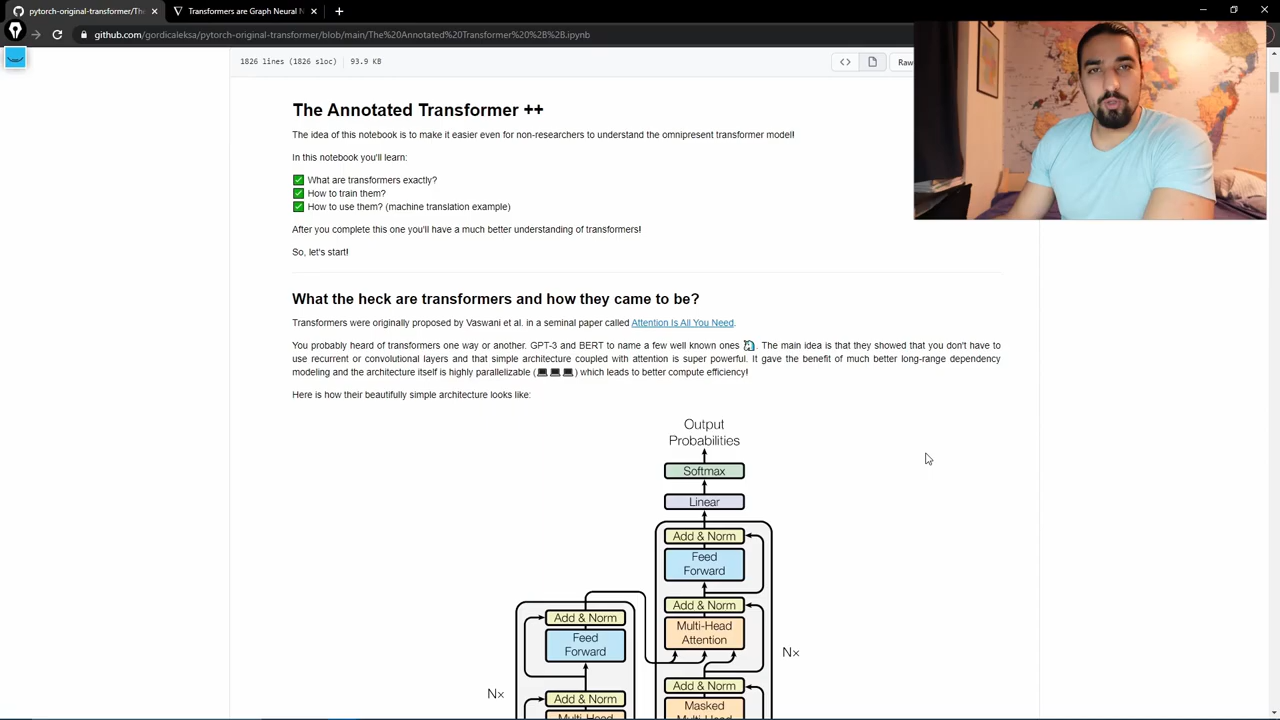 pytorch-original-transformer/The
Transformers are Graph Neural N
github.com/gordicaleksa/pytorch-original-transformer/blob/main/The%20Annotated%20Transformer%20%2B%2B.ipynb
1826 lines (1826 sloc) 93.9 KB
Raw
The Annotated Transformer ++
The idea of this notebook is to make it easier even for non-researchers to understand the omnipresent transformer model!
In this notebook you'll learn:
✅ What are transformers exactly?
✅ How to train them?
✅ How to use them? (machine translation example)
After you complete this one you'll have a much better understanding of transformers!
So, let's start!
What the heck are transformers and how they came to be?
Transformers were originally proposed by Vaswani et al. in a seminal paper called Attention Is All You Need.
You probably heard of transformers one way or another. GPT-3 and BERT to name a few well known ones. The main idea is that they showed that you don't have to
use recurrent or convolutional layers and that simple architecture coupled with attention is super powerful. It gave the benefit of much better long-range dependency
modeling and the architecture itself is highly parallelizable (💻💻💻) which leads to better compute efficiency!
Here is how their beautifully simple architecture looks like:
Output
Probabilities
Softmax
Linear
Add & Norm
Feed
Forward
Add & Norm
Add & Norm
Multi-Head
Attention
Feed
Forward
Nx
Add & Norm
Nx
Add & Norm
Masked
Multi-Head
Multi-Head